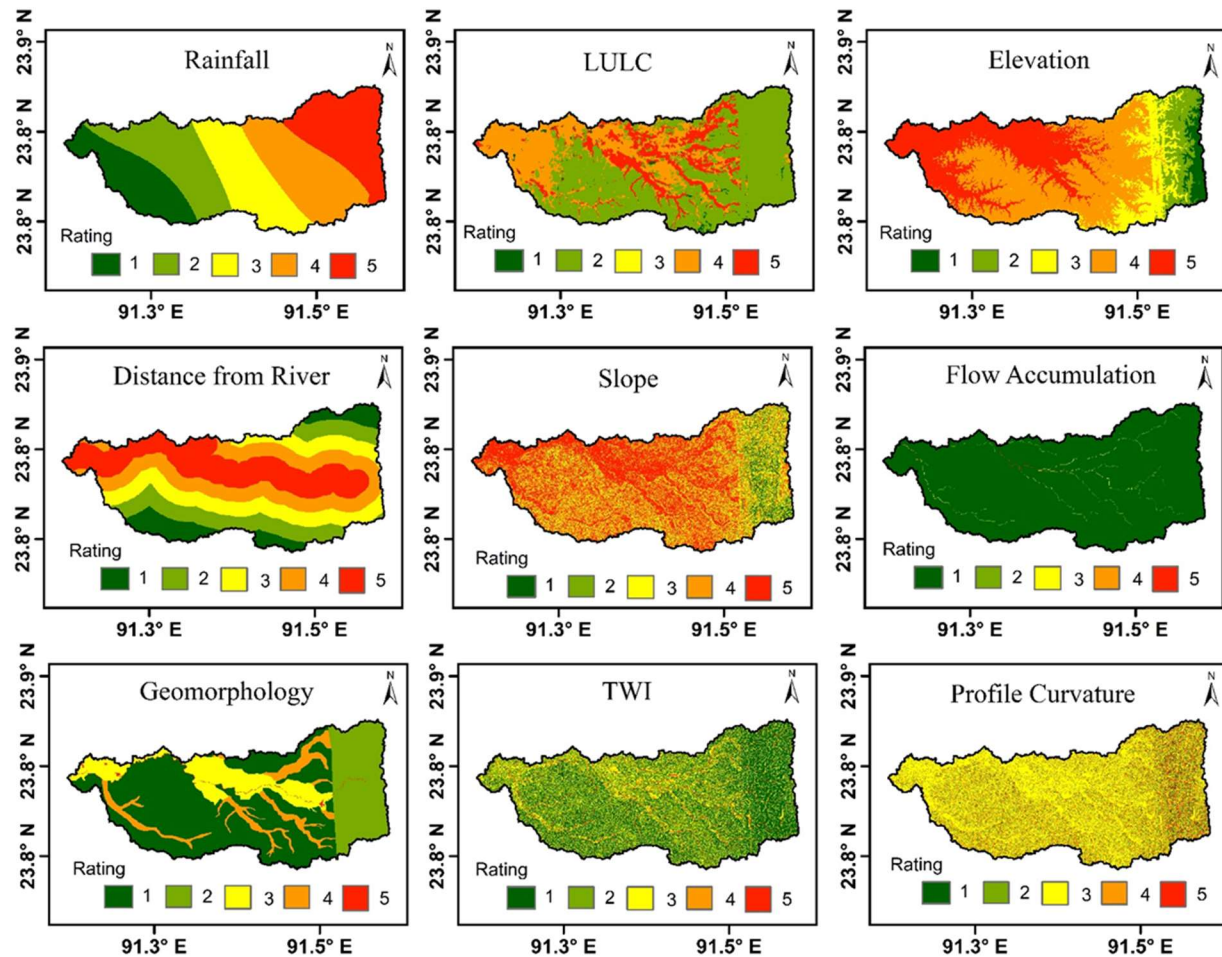 Rainfall
N
23.9° N
23.8° N
23.8°
Rating
1 2 3 4 5
91.3° E 91.5° E
LULC
N
23.9° N
23.8° N
23.8°
Rating
1 2 3 4 5
91.3° E 91.5° E
Elevation
N
23.9° N
23.8° N
23.8°
Rating
1 2 3 4 5
91.3° E 91.5° E
Distance from River
N
23.9° N
23.8° N
23.8°
Rating
1 2 3 4 5
91.3° E 91.5° E
Slope
N
23.9° N
23.8° N
23.8°
Rating
1 2 3 4 5
91.3° E 91.5° E
Flow Accumulation
N
23.9° N
23.8° N
23.8°
Rating
1 2 3 4 5
91.3° E 91.5° E
Geomorphology
N
23.9° N
23.8° N
23.8°
Rating
1 2 3 4 5
91.3° E 91.5° E
TWI
N
23.9° N
23.8° N
23.8°
Rating
1 2 3 4 5
91.3° E 91.5° E
Profile Curvature
N
23.9° N
23.8° N
23.8°
Rating
1 2 3 4 5
91.3° E 91.5° E